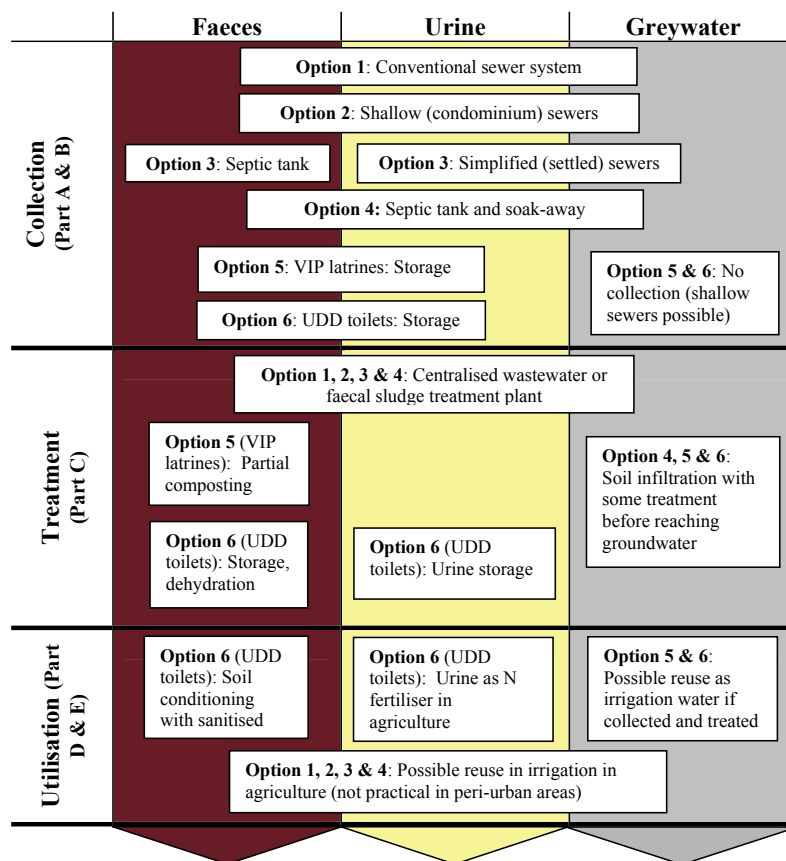 Faeces
Urine
Greywater
Collection
(Part A & B)
Option 1: Conventional sewer system
Option 2: Shallow (condominium) sewers
Option 3: Septic tank
Option 3: Simplified (settled) sewers
Option 4: Septic tank and soak-away
Option 5: VIP latrines: Storage
Option 6: UDD toilets: Storage
Option 5 & 6: No
collection (shallow
sewers possible)
Treatment
(Part C)
Option 1, 2, 3 & 4: Centralised wastewater or
faecal sludge treatment plant
Option 5 (VIP
latrines): Partial
composting
Option 6 (UDD
toilets): Storage,
dehydration
Option 6 (UDD
toilets): Urine storage
Option 4, 5 & 6:
Soil infiltration with
some treatment
before reaching
groundwater
Utilisation (Part
D & E)
Option 6 (UDD
toilets): Soil
conditioning
with sanitised
Option 6 (UDD
toilets): Urine as N
fertiliser in
agriculture
Option 5 & 6:
Possible reuse as
irrigation water if
collected and treated
Option 1, 2, 3 & 4: Possible reuse in irrigation in
agriculture (not practical in peri-urban areas)